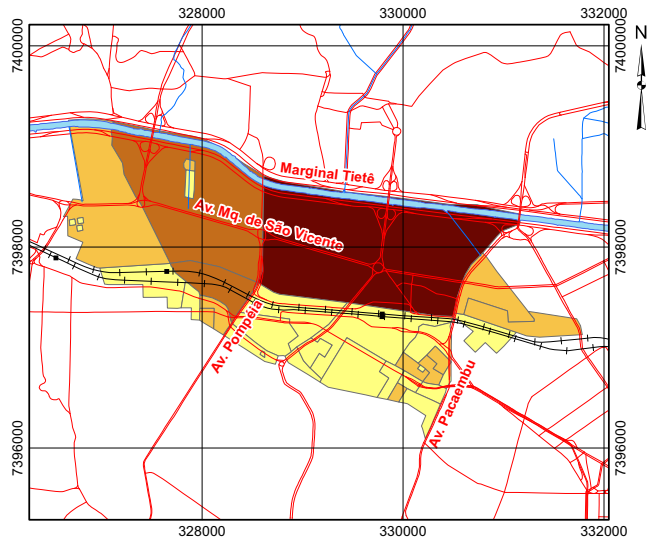 328000
330000
332000
7400000
7400000
N
Marginal Tietê
Av. Mq. de São Vicente
7398000
7398000
Av. Pompéia
Av. Pacaembu
7396000
7396000
328000
330000
332000